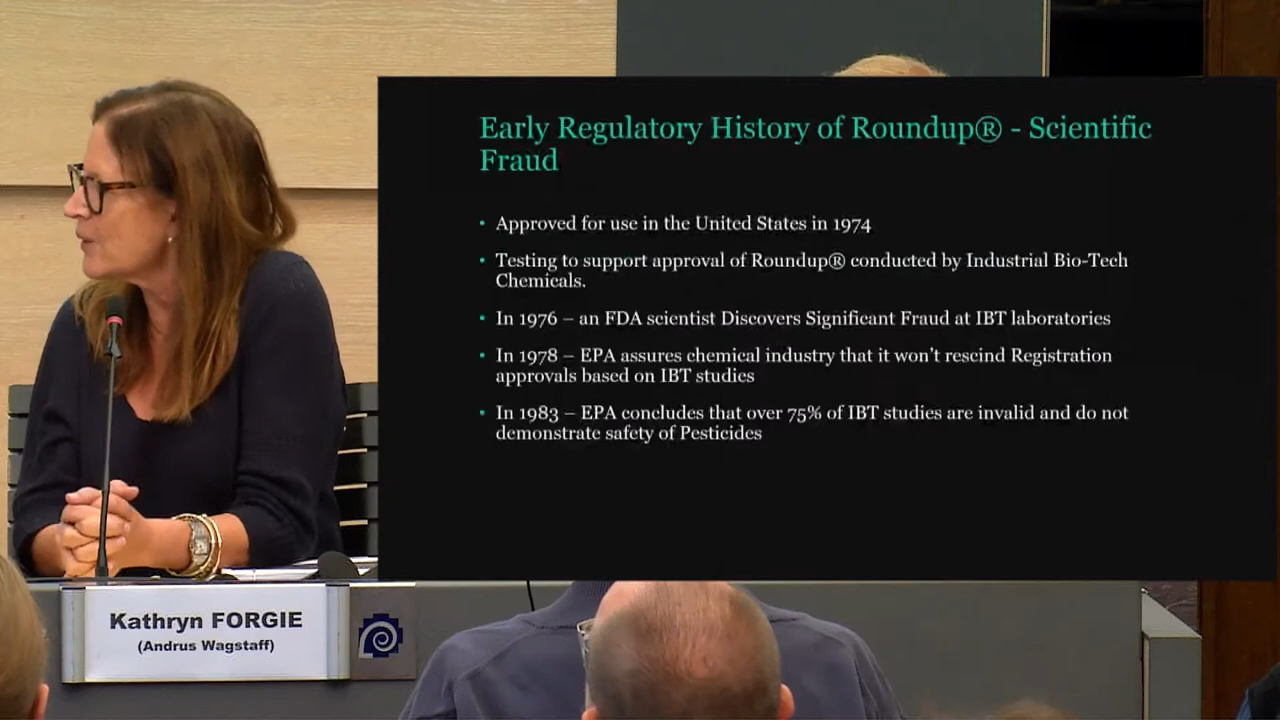 Early Regulatory History of Roundup® - Scientific
Fraud
• Approved for use in the United States in 1974
• Testing to support approval of Roundup® conducted by Industrial Bio-Tech
Chemicals.
• In 1976 – an FDA scientist Discovers Significant Fraud at IBT laboratories
• In 1978 – EPA assures chemical industry that it won't rescind Registration
approvals based on IBT studies
• In 1983 – EPA concludes that over 75% of IBT studies are invalid and do not
demonstrate safety of Pesticides
Kathryn FORGIE
(Andrus Wagstaff)